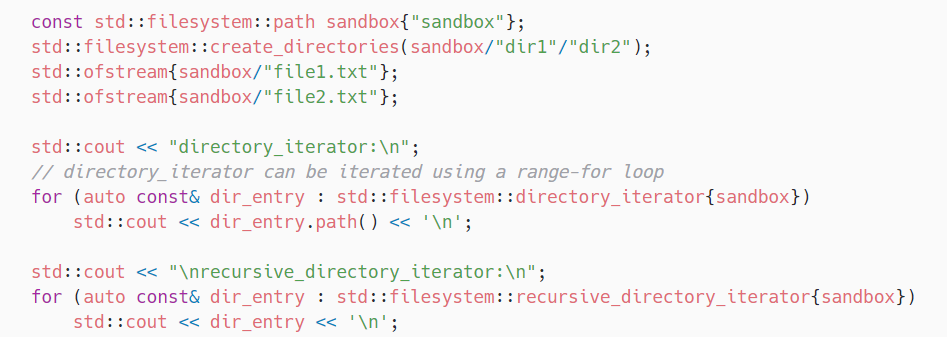 const std::filesystem::path sandbox{"sandbox"};
std::filesystem::create_directories(sandbox/"dir1"/"dir2");
std::ofstream{sandbox/"file1.txt"};
std::ofstream{sandbox/"file2.txt"};

std::cout << "directory_iterator:\n";
// directory_iterator can be iterated using a range-for loop
for (auto const& dir_entry : std::filesystem::directory_iterator{sandbox})
    std::cout << dir_entry.path() << '\n';

std::cout << "\nrecursive_directory_iterator:\n";
for (auto const& dir_entry : std::filesystem::recursive_directory_iterator{sandbox})
    std::cout << dir_entry << '\n';